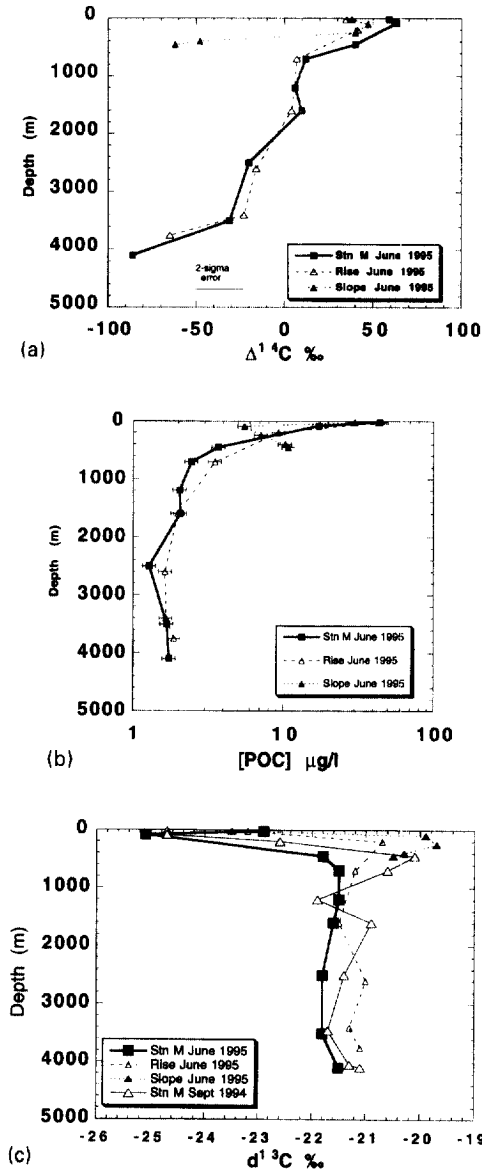 0
1000
2000
3000
4000
5000
Depth (m)
2-sigma
error
Stn M June 1995
Rise June 1995
Slope June 1995
-100 -50 0 50 100
(a)
Δ¹⁴C ‰
0
1000
2000
3000
4000
5000
Depth (m)
Stn M June 1995
Rise June 1995
Slope June 1995
1 10 100
(b)
[POC] μg/l
0
1000
2000
3000
4000
5000
Depth (m)
Stn M June 1995
Rise June 1995
Slope June 1995
Stn M Sept 1994
-26 -25 -24 -23 -22 -21 -20 -19
(c)
d¹³C ‰